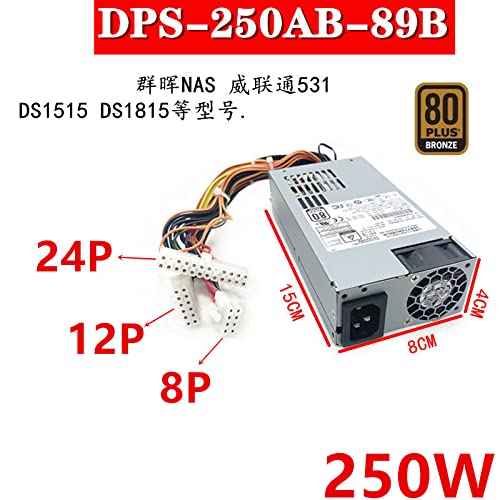 DPS-250AB-89B
群晖NAS 威联通531
DS1515 DS1815等型号.
80
PLUS
BRONZE
24P
12P
8P
15CM
8CM
4CM
250W